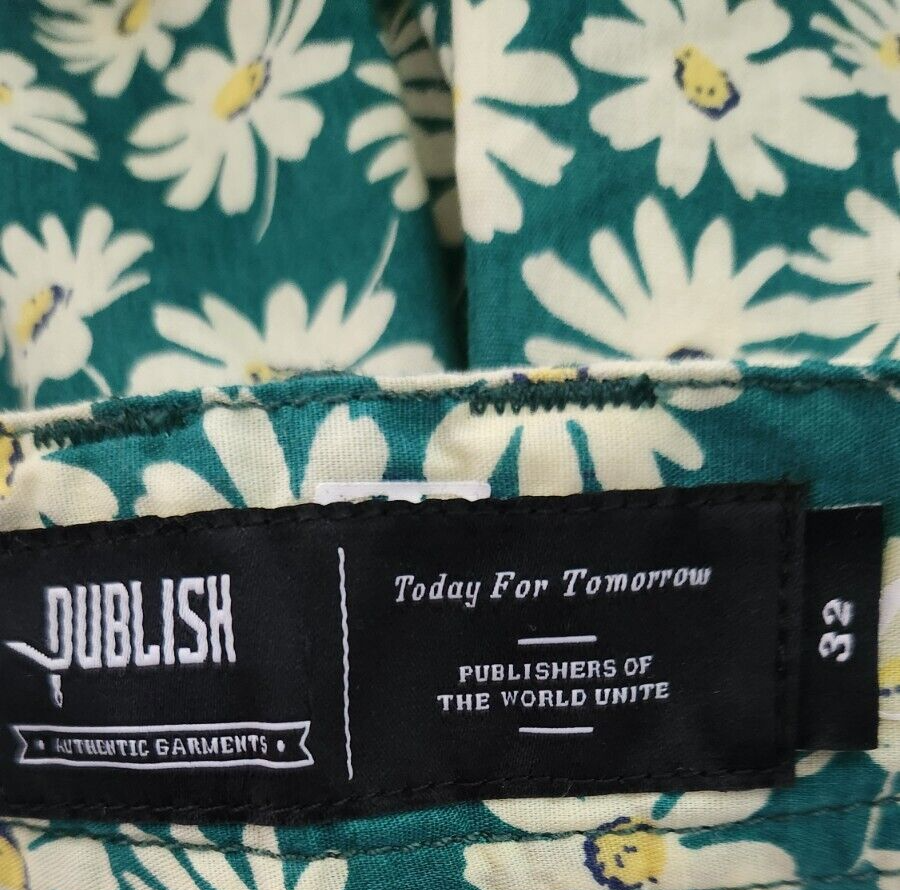 PUBLISH
AUTHENTIC GARMENTS
Today For Tomorrow
PUBLISHERS OF
THE WORLD UNITE
32